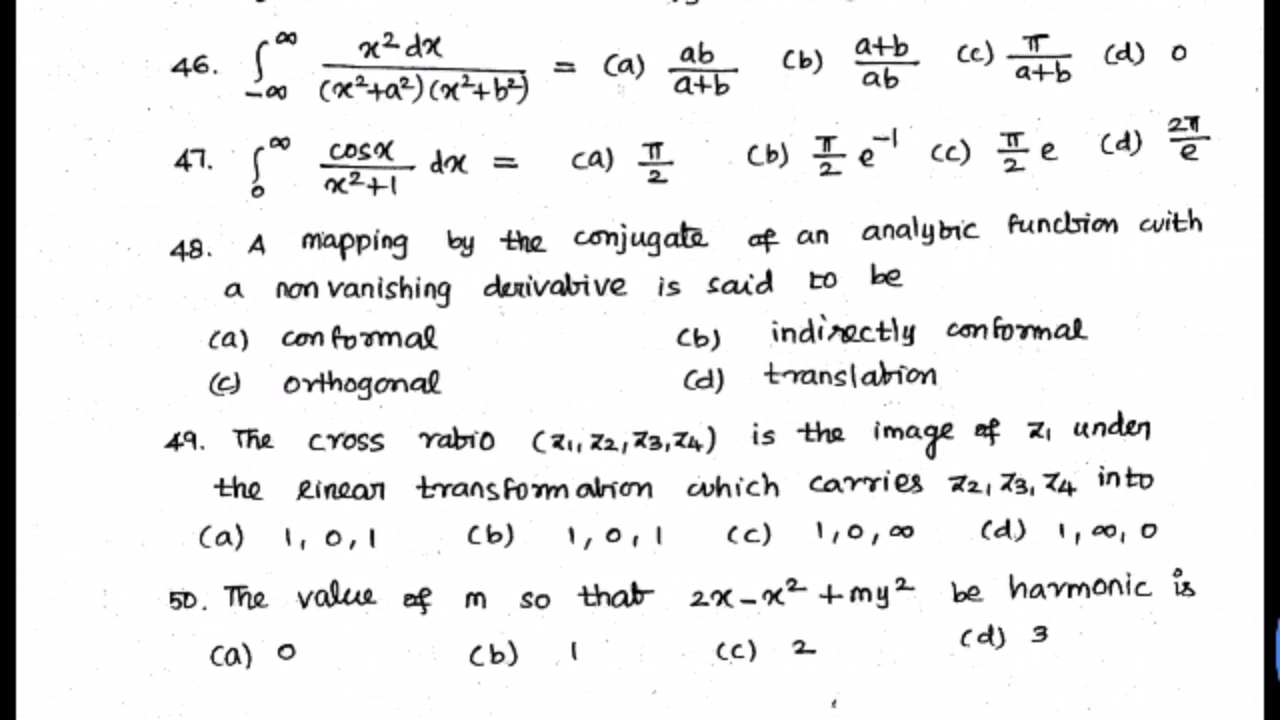 46. ∫_{-∞}^{∞} x² dx / (x²+a²)(x²+b²) = (a) ab/a+b (b) a+b/ab (c) π/a+b (d) 0
47. ∫_0^∞ cosx/x²+1 dx = (a) π/2 (b) π/2 e^{-1} (c) π/2 e (d) 2π/e
48. A mapping by the conjugate of an analytic function with
a non vanishing derivative is said to be
(a) conformal (b) indirectly conformal
(c) orthogonal (d) translation
49. The cross ratio (z₁, z₂, z₃, z₄) is the image of z₁ under
the linear transformation which carries z₂, z₃, z₄ into
(a) 1, 0, 1 (b) 1, 0, 1 (c) 1, 0, ∞ (d) 1, ∞, 0
50. The value of m so that 2x - x² + my² be harmonic is
(a) 0 (b) 1 (c) 2 (d) 3